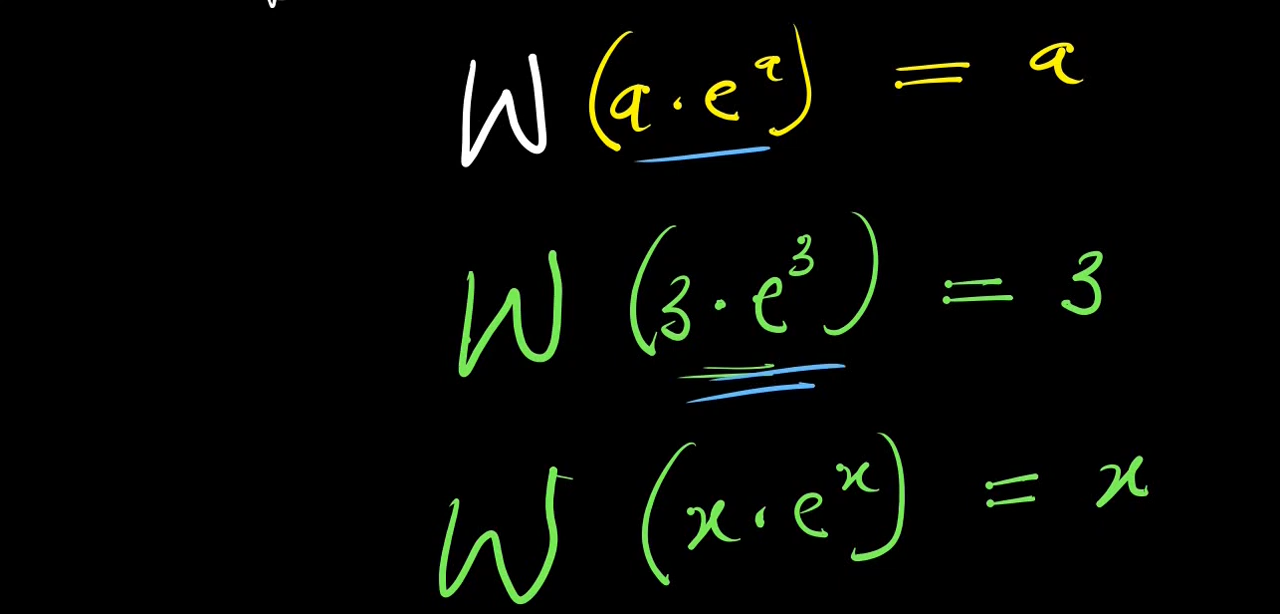 W (a · e^a) = a
W (3 · e^3) = 3
W (x · e^x) = x